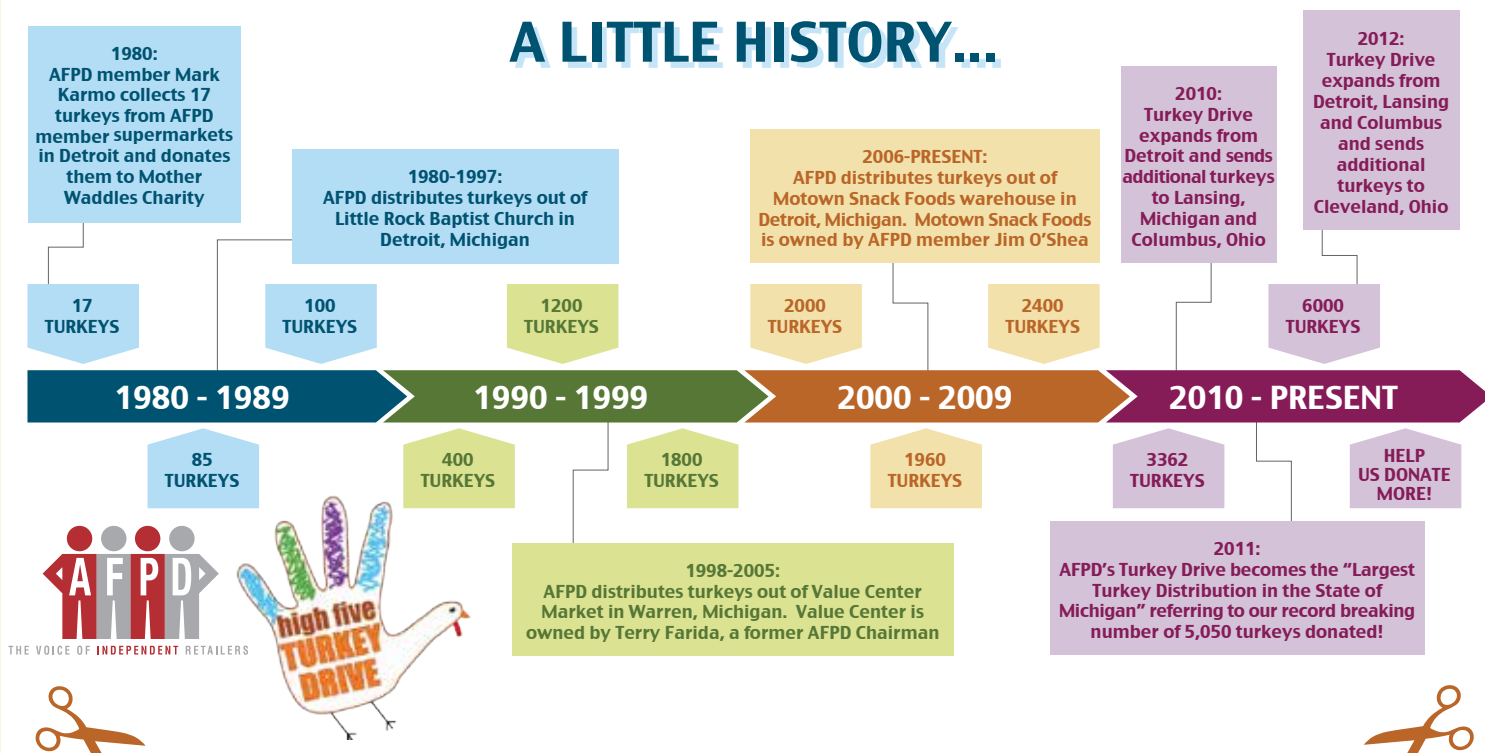 A LITTLE HISTORY...
1980:
AFPD member Mark
Karmo collects 17
turkeys from AFPD
member supermarkets
in Detroit and donates
them to Mother
Waddles Charity
1980-1997:
AFPD distributes turkeys out of
Little Rock Baptist Church in
Detroit, Michigan
2006-PRESENT:
AFPD distributes turkeys out of
Motown Snack Foods warehouse in
Detroit, Michigan. Motown Snack Foods
is owned by AFPD member Jim O'Shea
2010:
Turkey Drive
expands from
Detroit and sends
additional turkeys
to Lansing,
Michigan and
Columbus, Ohio
2012:
Turkey Drive
expands from
Detroit, Lansing
and Columbus
and sends
additional
turkeys to
Cleveland, Ohio
17
TURKEYS
100
TURKEYS
1200
TURKEYS
2000
TURKEYS
2400
TURKEYS
6000
TURKEYS
1980 - 1989
1990 - 1999
2000 - 2009
2010 - PRESENT
85
TURKEYS
400
TURKEYS
1800
TURKEYS
1960
TURKEYS
3362
TURKEYS
HELP
US DONATE
MORE!
AFPD
THE VOICE OF INDEPENDENT RETAILERS
high five
TURKEY
DRIVE
1998-2005:
AFPD distributes turkeys out of Value Center
Market in Warren, Michigan. Value Center is
owned by Terry Farida, a former AFPD Chairman
2011:
AFPD's Turkey Drive becomes the "Largest
Turkey Distribution in the State of
Michigan" referring to our record breaking
number of 5,050 turkeys donated!